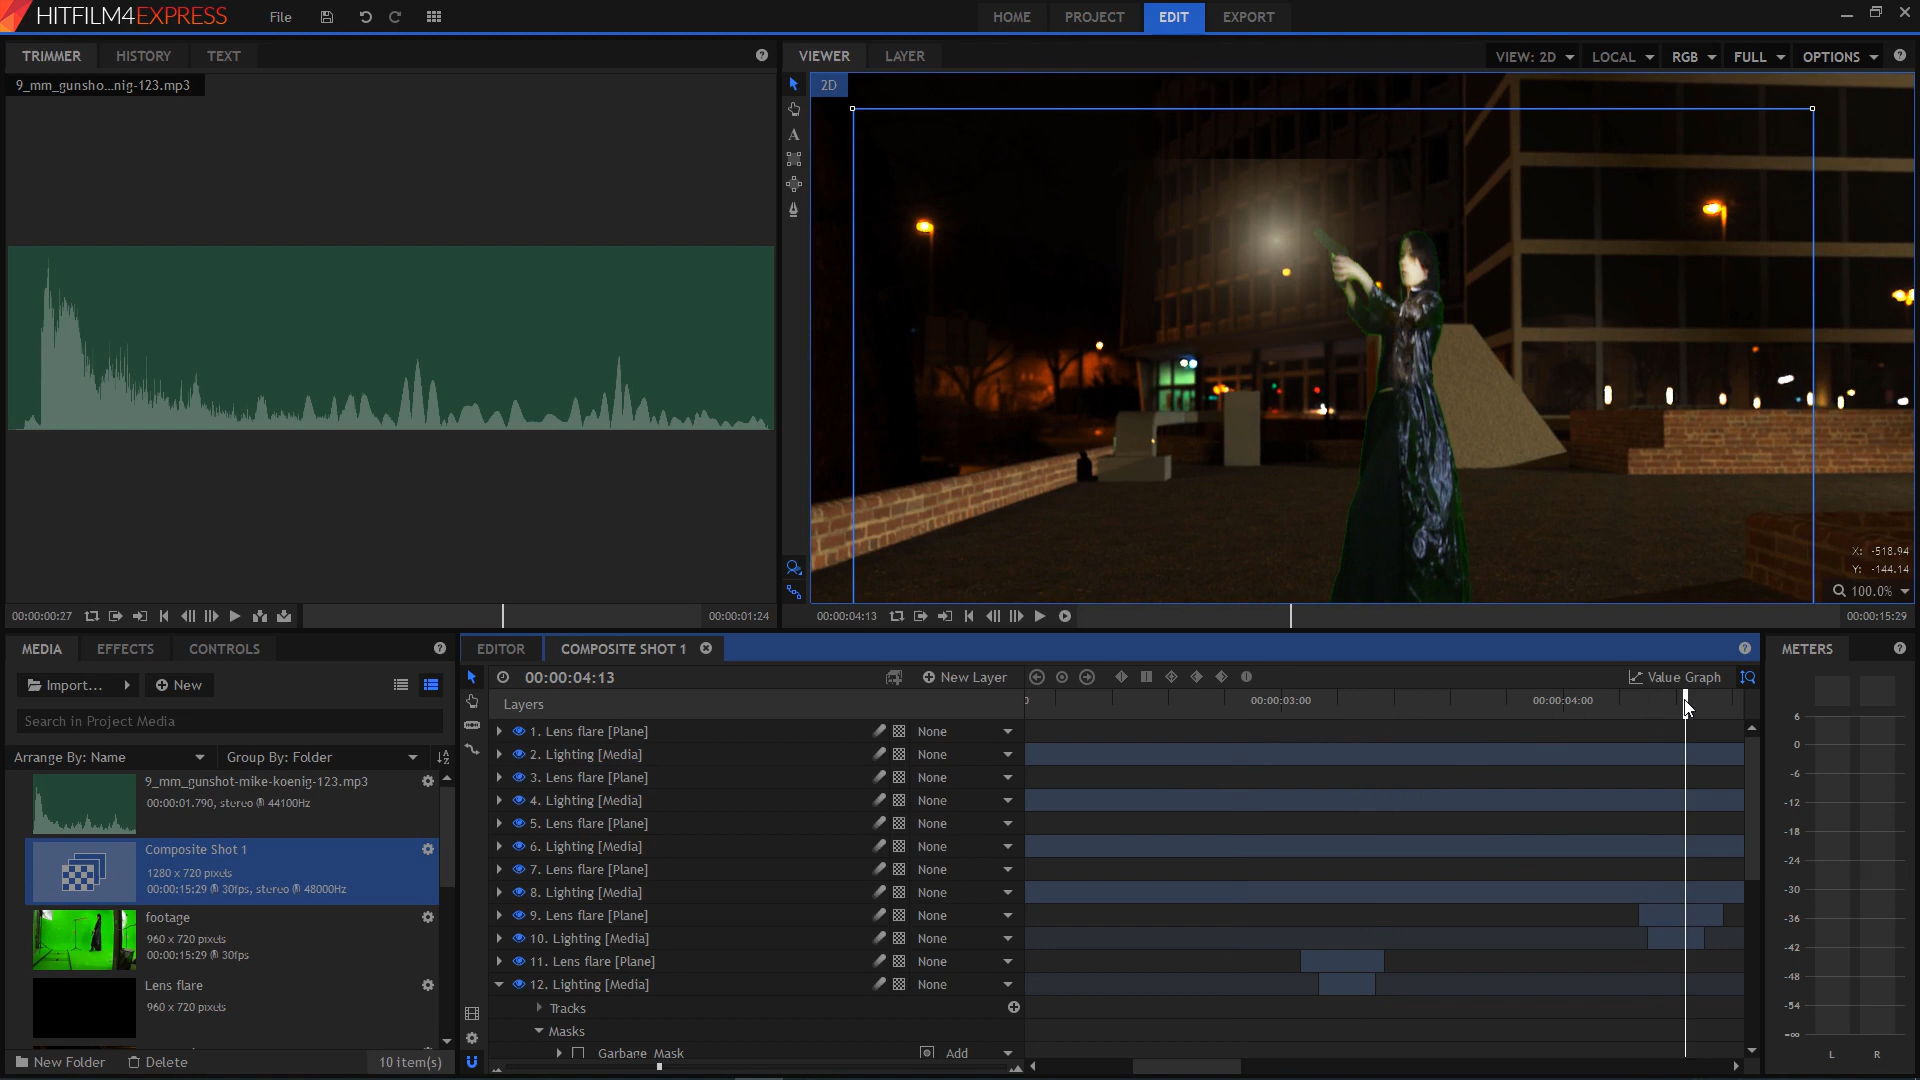 HITFILM4EXPRESS File HOME PROJECT EDIT EXPORT
TRIMMER HISTORY TEXT
9_mm_gunsho...nig-123.mp3
00:00:00:27 00:00:01:24
VIEWER LAYER VIEW: 2D LOCAL RGB FULL OPTIONS
2D
A
X: -518.94
Y: -144.14
100.0%
00:00:04:13 00:00:15:29
MEDIA EFFECTS CONTROLS
Import... New
Search in Project Media
Arrange By: Name Group By: Folder
9_mm_gunshot-mike-koenig-123.mp3
00:00:01.790, stereo @ 44100Hz
Composite Shot 1
1280 x 720 pixels
00:00:15:29 @ 30fps, stereo @ 48000Hz
footage
960 x 720 pixels
00:00:15:29 @ 30fps
Lens flare
960 x 720 pixels
New Folder Delete 10 item(s)
EDITOR COMPOSITE SHOT 1
00:00:04:13 New Layer Value Graph
Layers 00:00:03:00 00:00:04:00
1. Lens flare [Plane] None
2. Lighting [Media] None
3. Lens flare [Plane] None
4. Lighting [Media] None
5. Lens flare [Plane] None
6. Lighting [Media] None
7. Lens flare [Plane] None
8. Lighting [Media] None
9. Lens flare [Plane] None
10. Lighting [Media] None
11. Lens flare [Plane] None
12. Lighting [Media] None
Tracks
Masks
Garbage Mask Add
METERS
6
0
-6
-12
-18
-24
-30
-36
-42
-48
-54
-∞
L R